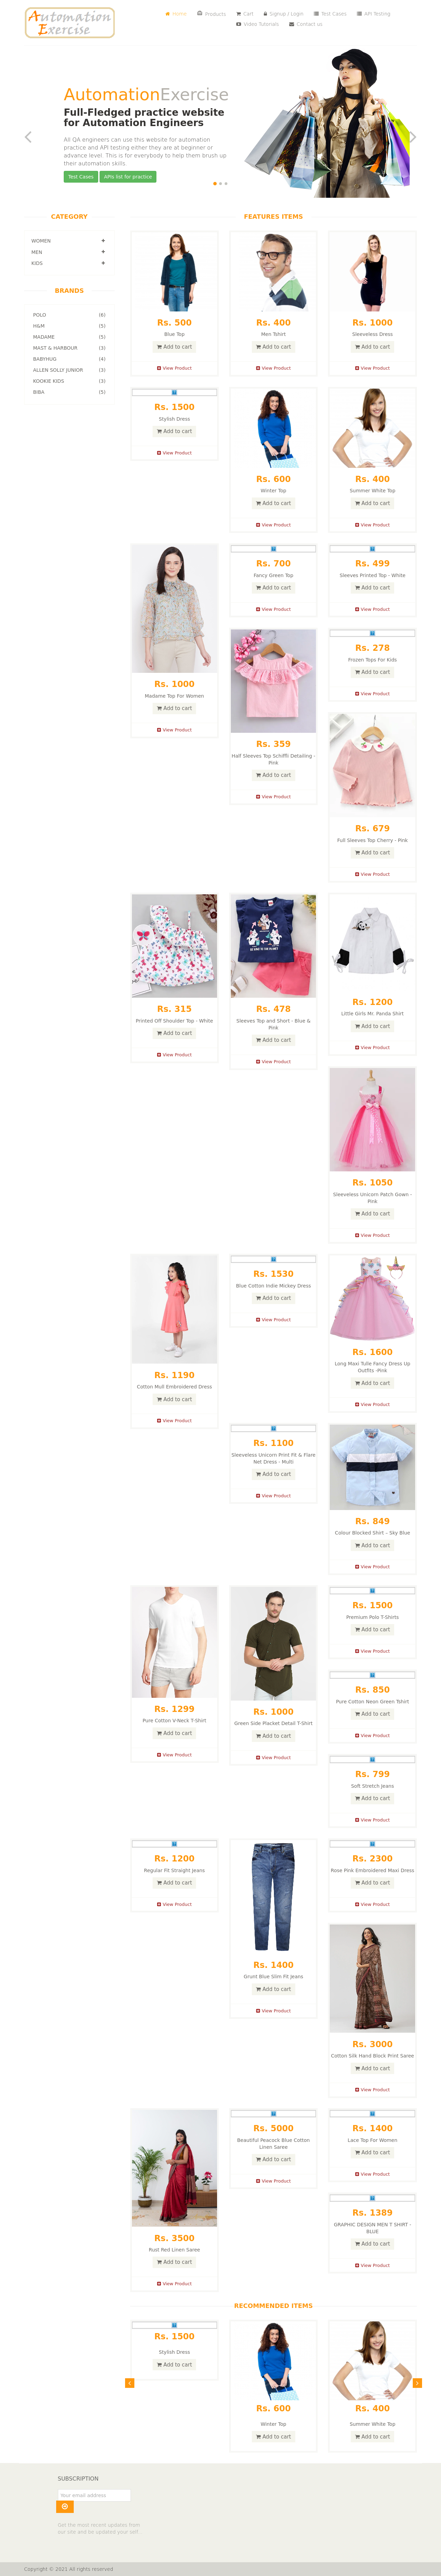 Automation
Exercise
Home
Products
Cart
Signup / Login
Test Cases
API Testing
Video Tutorials
Contact us
AutomationExercise
Full-Fledged practice website
for Automation Engineers
All QA engineers can use this website for automation
practice and API testing either they are at beginner or
advance level. This is for everybody to help them brush up
their automation skills.
Test Cases
APIs list for practice
CATEGORY
WOMEN
MEN
KIDS
BRANDS
POLO (6)
H&M (5)
MADAME (5)
MAST & HARBOUR (3)
BABYHUG (4)
ALLEN SOLLY JUNIOR (3)
KOOKIE KIDS (3)
BIBA (5)
FEATURES ITEMS
Rs. 500
Blue Top
Add to cart
View Product
Rs. 400
Men Tshirt
Add to cart
View Product
Rs. 1000
Sleeveless Dress
Add to cart
View Product
Rs. 1500
Stylish Dress
Add to cart
View Product
Rs. 600
Winter Top
Add to cart
View Product
Rs. 400
Summer White Top
Add to cart
View Product
Rs. 1000
Madame Top For Women
Add to cart
View Product
Rs. 700
Fancy Green Top
Add to cart
View Product
Rs. 499
Sleeves Printed Top - White
Add to cart
View Product
Rs. 359
Half Sleeves Top Schiffli Detailing -
Pink
Add to cart
View Product
Rs. 278
Frozen Tops For Kids
Add to cart
View Product
Rs. 679
Full Sleeves Top Cherry - Pink
Add to cart
View Product
Rs. 315
Printed Off Shoulder Top - White
Add to cart
View Product
Rs. 478
Sleeves Top and Short - Blue &
Pink
Add to cart
View Product
Rs. 1200
Little Girls Mr. Panda Shirt
Add to cart
View Product
Rs. 1050
Sleeveless Unicorn Patch Gown -
Pink
Add to cart
View Product
Rs. 1190
Cotton Mull Embroidered Dress
Add to cart
View Product
Rs. 1530
Blue Cotton Indie Mickey Dress
Add to cart
View Product
Rs. 1600
Long Maxi Tulle Fancy Dress Up
Outfits -Pink
Add to cart
View Product
Rs. 1100
Sleeveless Unicorn Print Fit & Flare
Net Dress - Multi
Add to cart
View Product
Rs. 849
Colour Blocked Shirt – Sky Blue
Add to cart
View Product
Rs. 1299
Pure Cotton V-Neck T-Shirt
Add to cart
View Product
Rs. 1000
Green Side Placket Detail T-Shirt
Add to cart
View Product
Rs. 1500
Premium Polo T-Shirts
Add to cart
View Product
Rs. 850
Pure Cotton Neon Green Tshirt
Add to cart
View Product
Rs. 799
Soft Stretch Jeans
Add to cart
View Product
Rs. 1200
Regular Fit Straight Jeans
Add to cart
View Product
Rs. 1400
Grunt Blue Slim Fit Jeans
Add to cart
View Product
Rs. 2300
Rose Pink Embroidered Maxi Dress
Add to cart
View Product
Rs. 3000
Cotton Silk Hand Block Print Saree
Add to cart
View Product
Rs. 3500
Rust Red Linen Saree
Add to cart
View Product
Rs. 5000
Beautiful Peacock Blue Cotton
Linen Saree
Add to cart
View Product
Rs. 1400
Lace Top For Women
Add to cart
View Product
Rs. 1389
GRAPHIC DESIGN MEN T SHIRT -
BLUE
Add to cart
View Product
RECOMMENDED ITEMS
Rs. 1500
Stylish Dress
Add to cart
Rs. 600
Winter Top
Add to cart
Rs. 400
Summer White Top
Add to cart
SUBSCRIPTION
Your email address
Get the most recent updates from
our site and be updated your self...
Copyright © 2021 All rights reserved